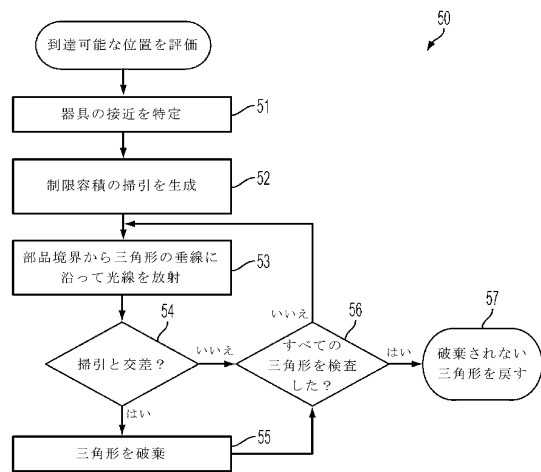 50
到達可能な位置を評価
器具の接近を特定
51
制限容積の掃引を生成
52
部品境界から三角形の垂線に
沿って光線を放射
53
掃引と交差?
54
いいえ
はい
三角形を破棄
55
すべての
三角形を検査
した?
56
いいえ
はい
破棄されない
三角形を戻す
57